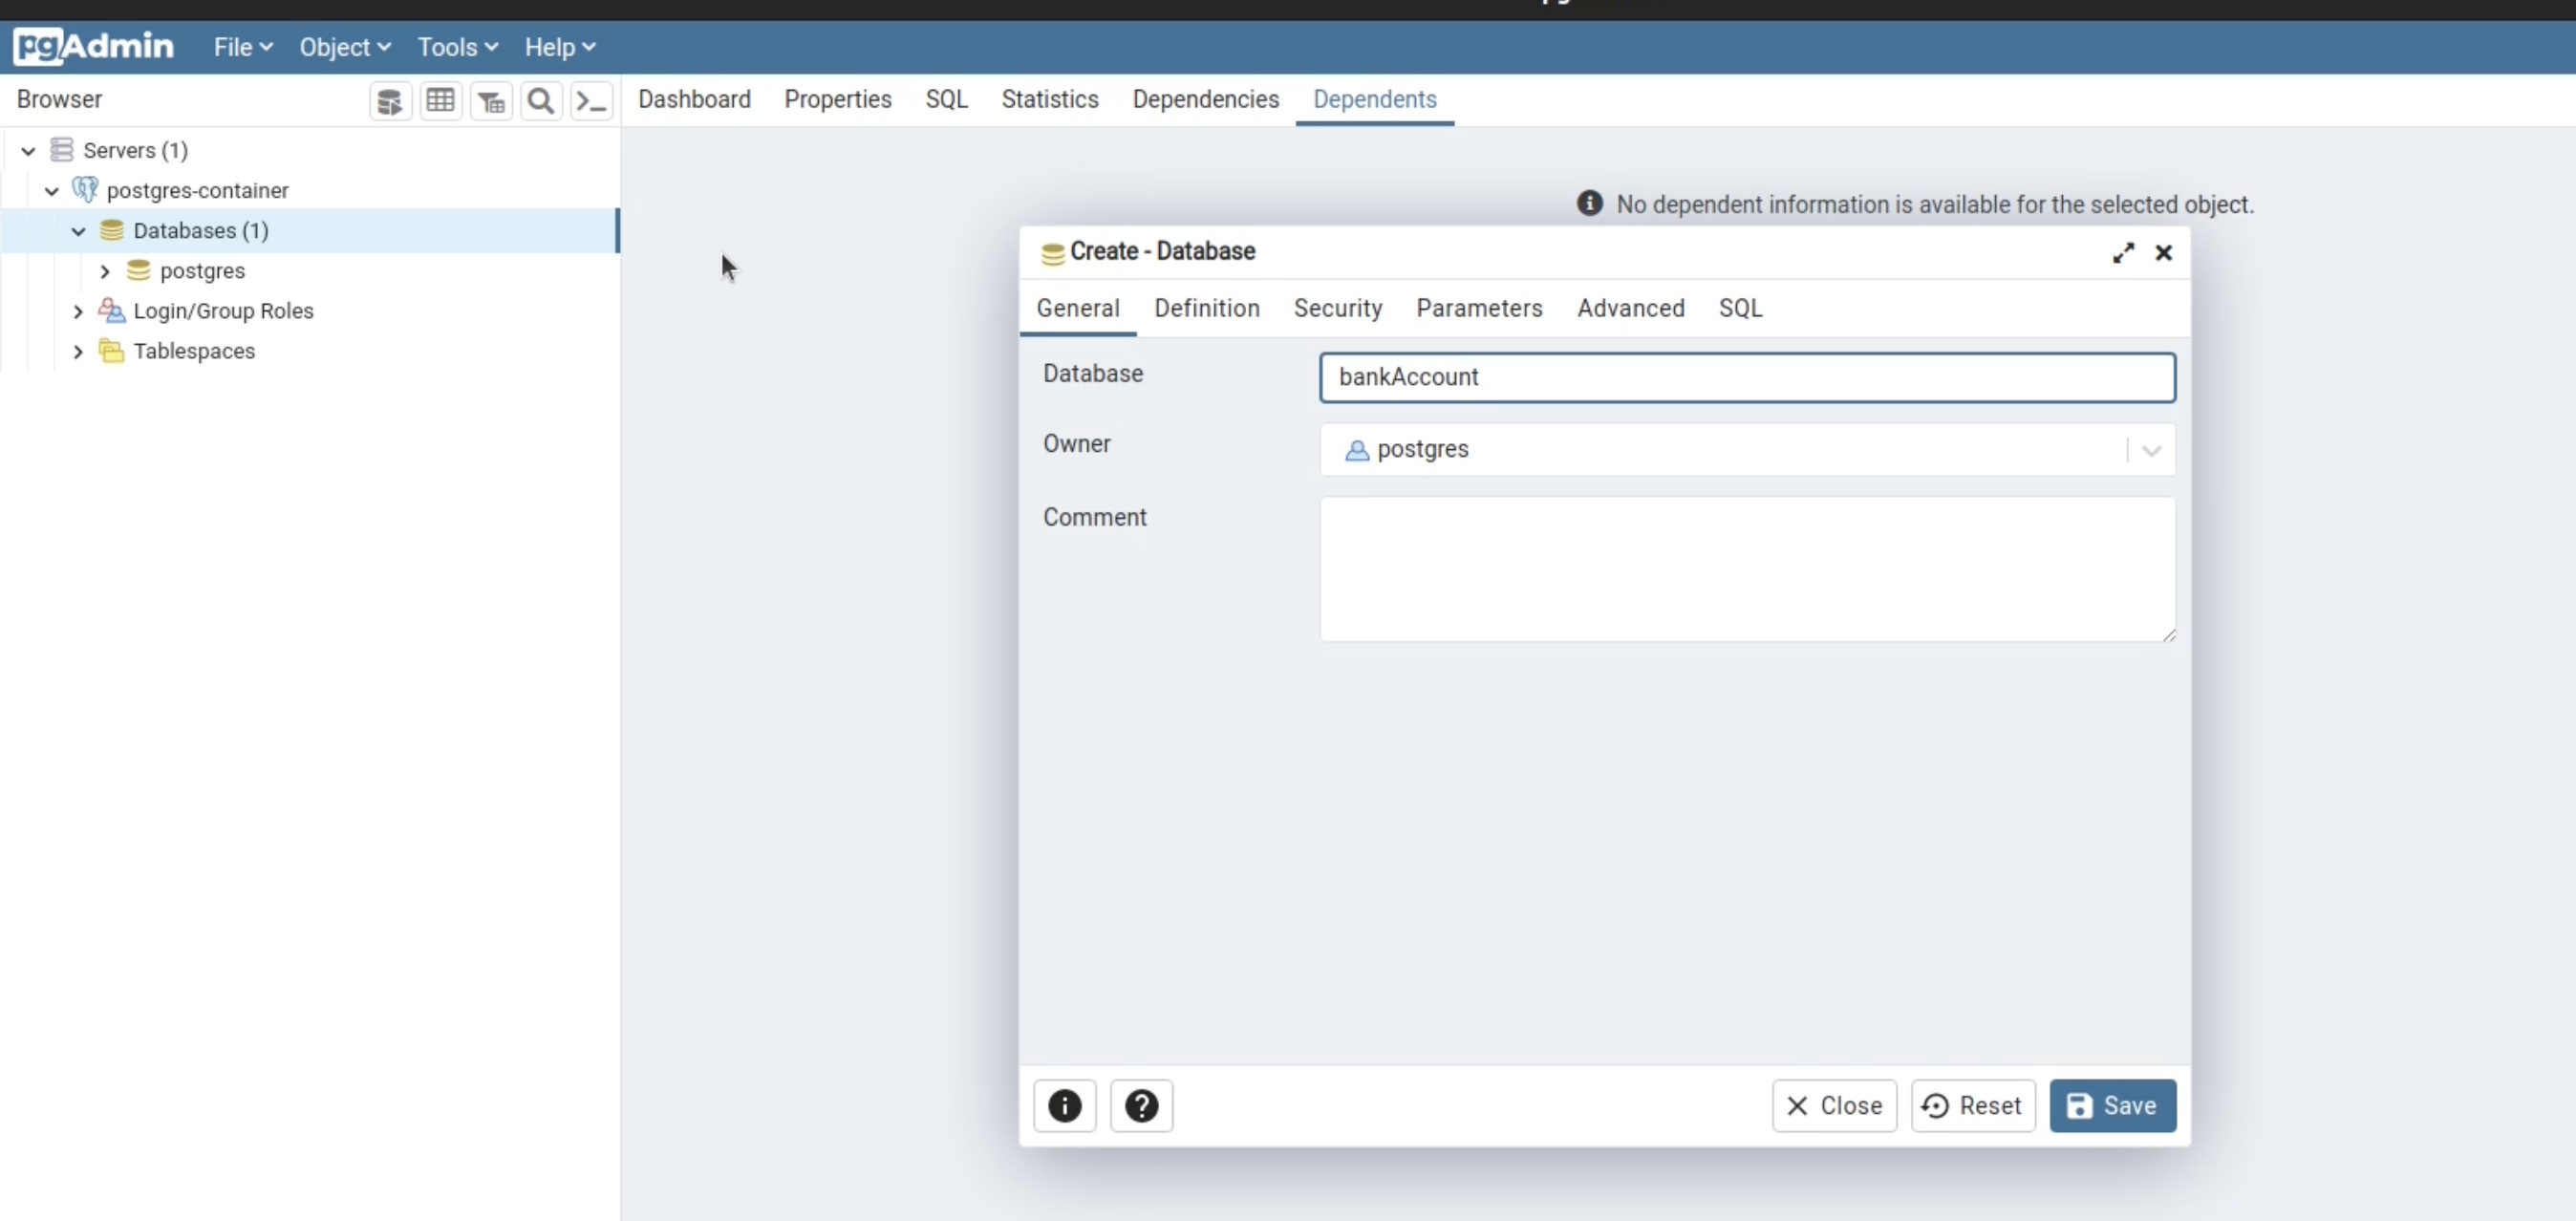 pgAdmin File Object Tools Help
Browser
Dashboard Properties SQL Statistics Dependencies Dependents
Servers (1)
postgres-container
Databases (1)
postgres
Login/Group Roles
Tablespaces
No dependent information is available for the selected object.
Create - Database
General Definition Security Parameters Advanced SQL
Database bankAccount
Owner postgres
Comment
Close Reset Save